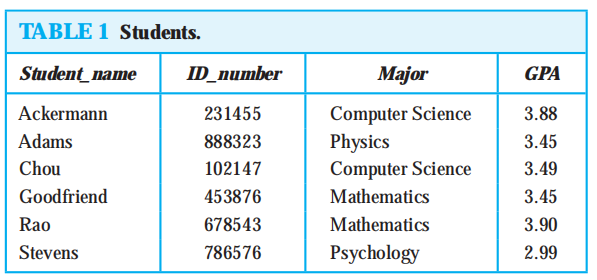 TABLE 1 Students.
Student_name ID_number Major GPA
Ackermann 231455 Computer Science 3.88
Adams 888323 Physics 3.45
Chou 102147 Computer Science 3.49
Goodfriend 453876 Mathematics 3.45
Rao 678543 Mathematics 3.90
Stevens 786576 Psychology 2.99